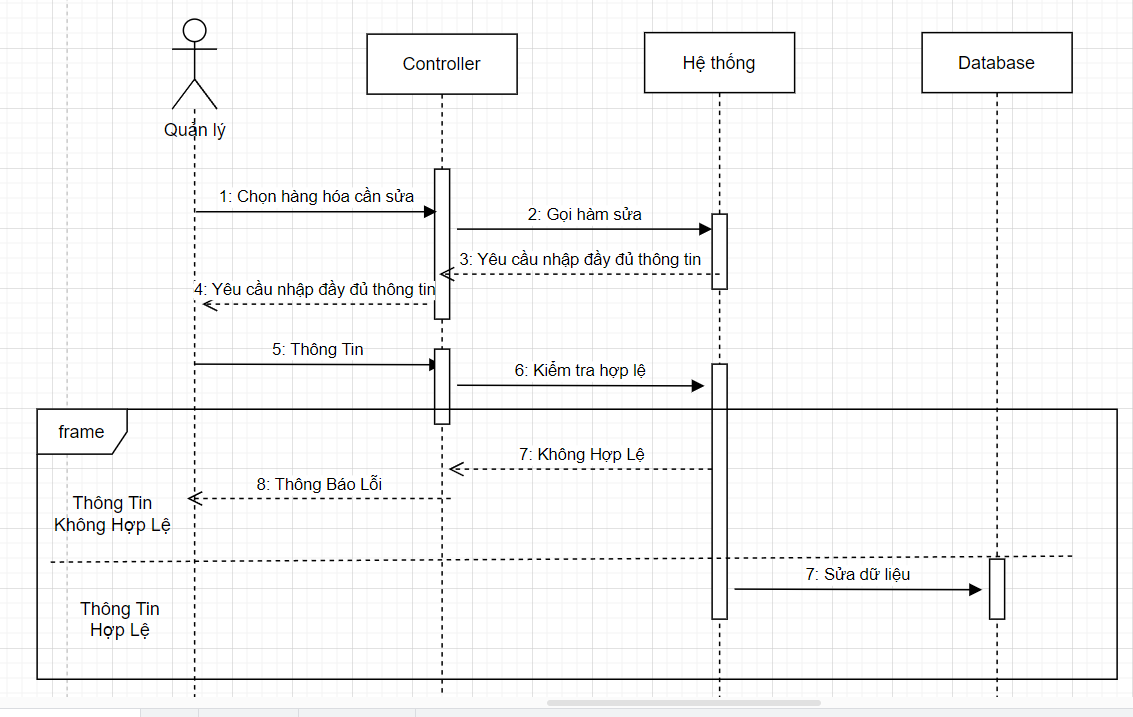 Controller
Hệ thống
Database
Quản lý
1: Chọn hàng hóa cần sửa
2: Gọi hàm sửa
3: Yêu cầu nhập đầy đủ thông tin
4: Yêu cầu nhập đầy đủ thông tin
5: Thông Tin
6: Kiểm tra hợp lệ
frame
7: Không Hợp Lệ
8: Thông Báo Lỗi
Thông Tin
Không Hợp Lệ
7: Sửa dữ liệu
Thông Tin
Hợp Lệ